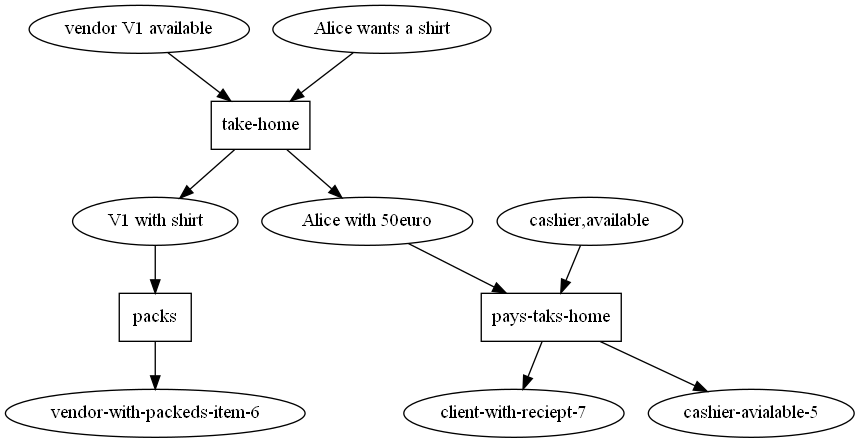 vendor V1 available
Alice wants a shirt
take-home
V1 with shirt
Alice with 50euro
cashier,available
packs
pays-taks-home
vendor-with-packeds-item-6
client-with-reciept-7
cashier-avialable-5